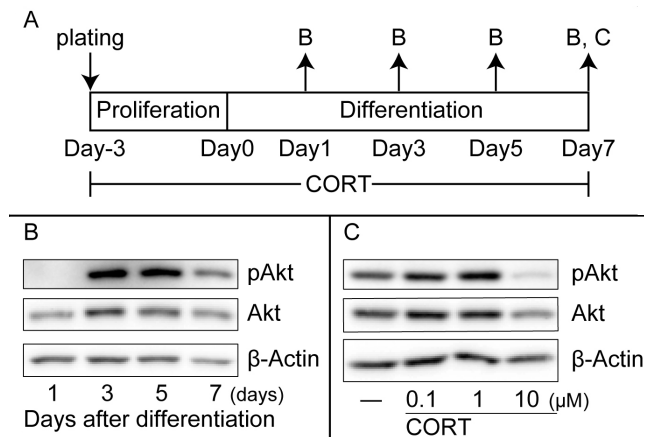 A
plating
B B B B, C
Proliferation Differentiation
Day-3 Day0 Day1 Day3 Day5 Day7
CORT
B
pAkt
Akt
β-Actin
1 3 5 7 (days)
Days after differentiation
C
pAkt
Akt
β-Actin
— 0.1 1 10 (μM)
CORT